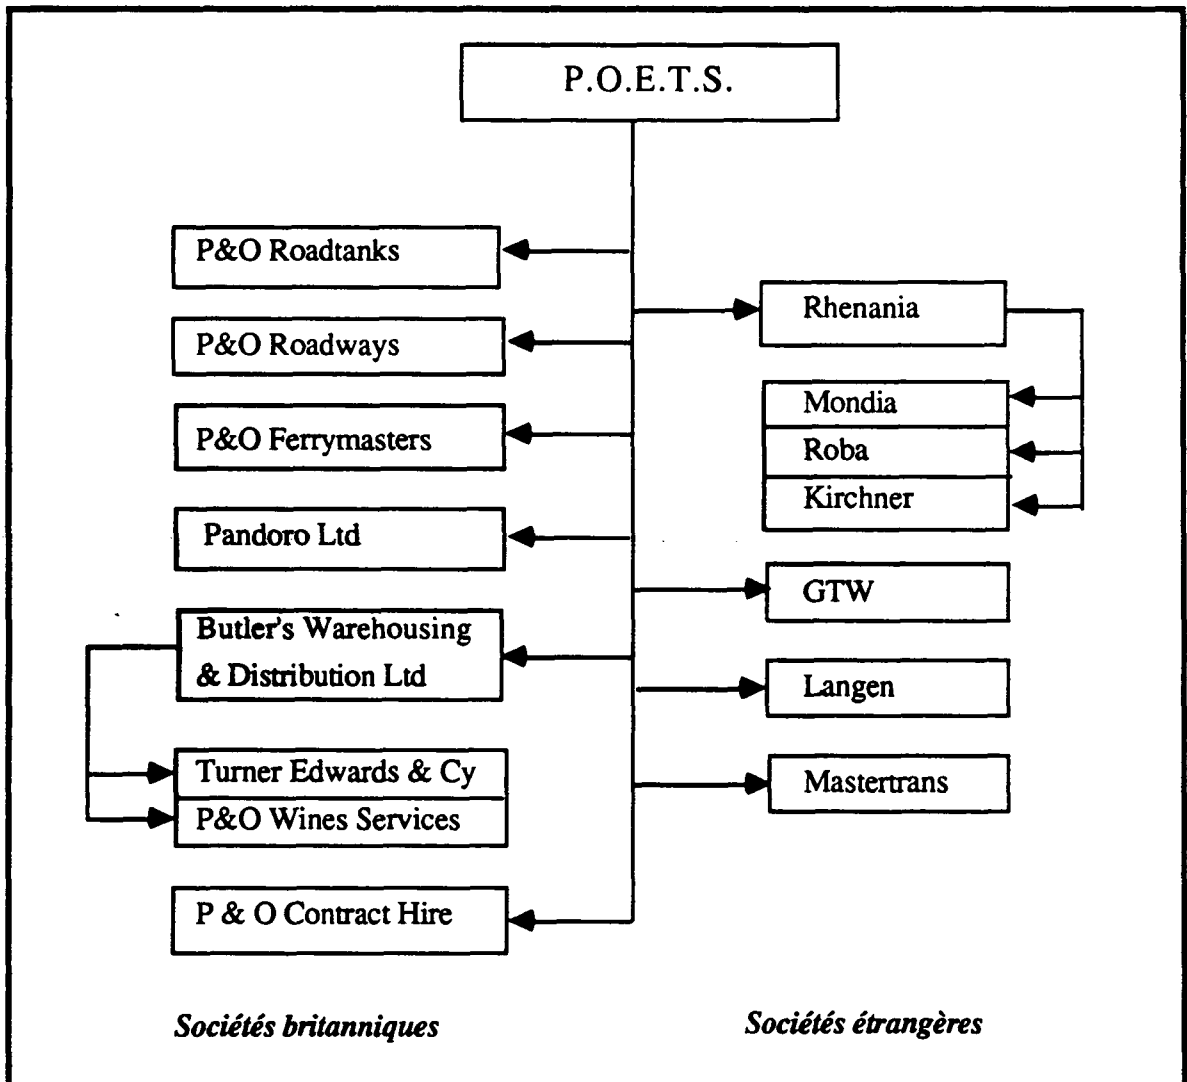 P.O.E.T.S.
P&O Roadtanks
P&O Roadways
P&O Ferrymasters
Pandoro Ltd
Butler's Warehousing
& Distribution Ltd
Turner Edwards & Cy
P&O Wines Services
P & O Contract Hire
Sociétés britanniques
Rhenania
Mondia
Roba
Kirchner
GTW
Langen
Mastertrans
Sociétés étrangères